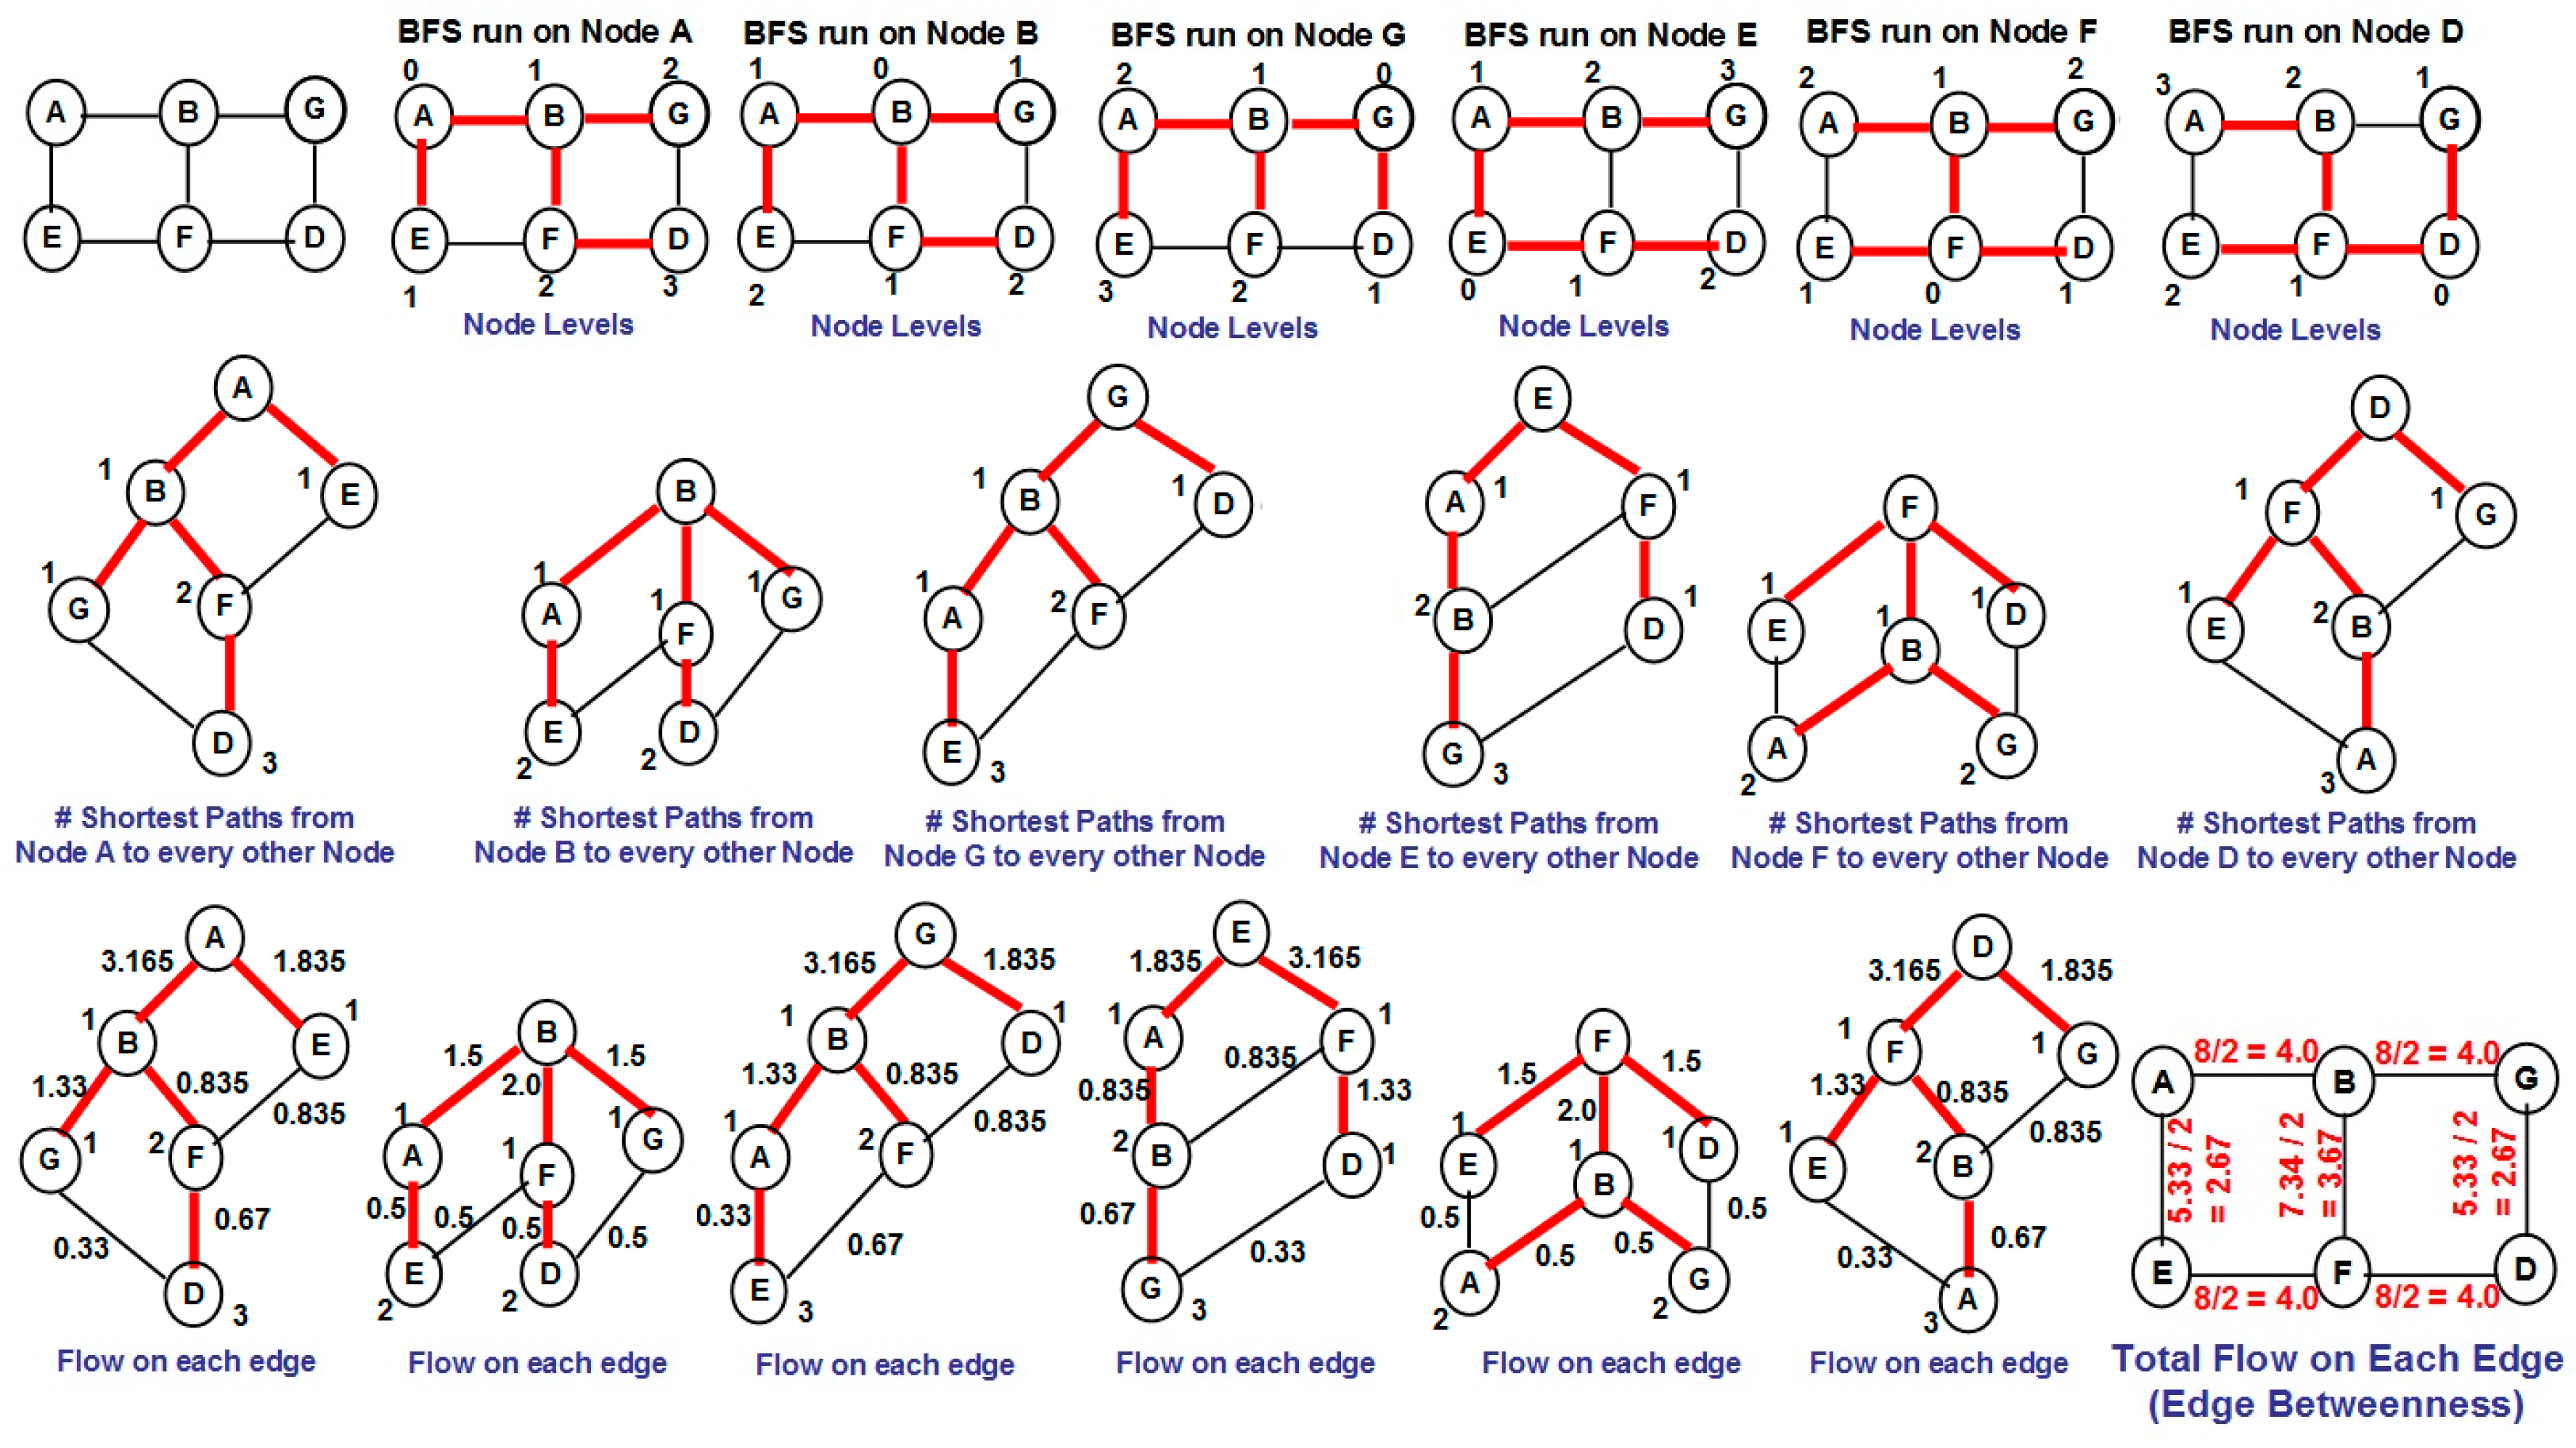 BFS run on Node A
BFS run on Node B
BFS run on Node G
BFS run on Node E
BFS run on Node F
BFS run on Node D
A B G
E F D
0 1 2
A B G
E F D
1 2 3
Node Levels
1 0 1
A B G
E F D
2 1 2
Node Levels
2 1 0
A B G
E F D
3 2 1
Node Levels
1 2 3
A B G
E F D
0 1 2
Node Levels
2 1 2
A B G
E F D
1 0 1
Node Levels
3 2 1
A B G
E F D
2 1 0
Node Levels
A
1 B 1 E
1 G 2 F
D 3
# Shortest Paths from
Node A to every other Node
B
1 A 1 F 1 G
2 E 2 D
# Shortest Paths from
Node B to every other Node
G
1 B 1 D
1 A 2 F
E 3
# Shortest Paths from
Node G to every other Node
E
A 1 F 1
2 B D 1
G 3
# Shortest Paths from
Node E to every other Node
F
1 E 1 B 1 D
2 A 2 G
# Shortest Paths from
Node F to every other Node
D
1 F 1 G
1 E 2 B
3 A
# Shortest Paths from
Node D to every other Node
A
3.165 1.835
1 B E 1
1.33 0.835 0.835
G 1 2 F
0.33 0.67
D 3
Flow on each edge
B
1.5 2.0 1.5
1 A 1 F 1 G
0.5 0.5 0.5 0.5
2 E 2 D
Flow on each edge
G
3.165 1.835
1 B D 1
1.33 0.835 0.835
1 A 2 F
0.33 0.67
E 3
Flow on each edge
E
1.835 3.165
1 A F 1
0.835 0.835 1.33
2 B D 1
0.67 0.33
G 3
Flow on each edge
F
1.5 2.0 1.5
1 E 1 B 1 D
0.5 0.5 0.5 0.5
2 A 2 G
Flow on each edge
D
3.165 1.835
1 F 1 G
1.33 0.835 0.835
1 E 2 B
0.33 0.67
3 A
Flow on each edge
8/2 = 4.0 8/2 = 4.0
A B G
5.33 / 2
= 2.67
7.34 / 2
= 3.67
5.33 / 2
= 2.67
E F D
8/2 = 4.0 8/2 = 4.0
Total Flow on Each Edge
(Edge Betweenness)